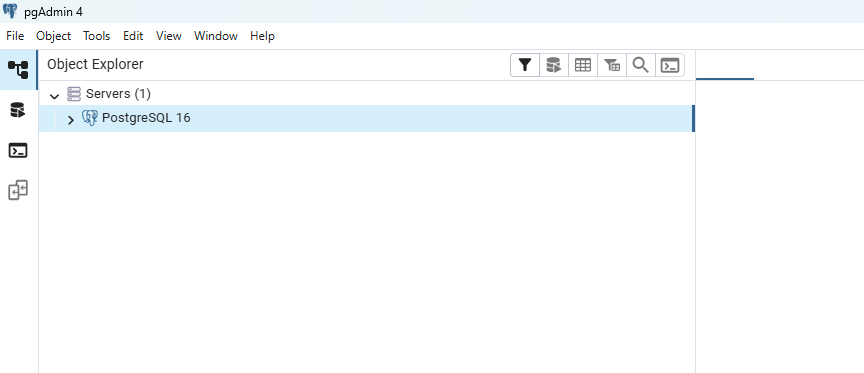 pgAdmin 4
File Object Tools Edit View Window Help
Object Explorer
Servers (1)
PostgreSQL 16